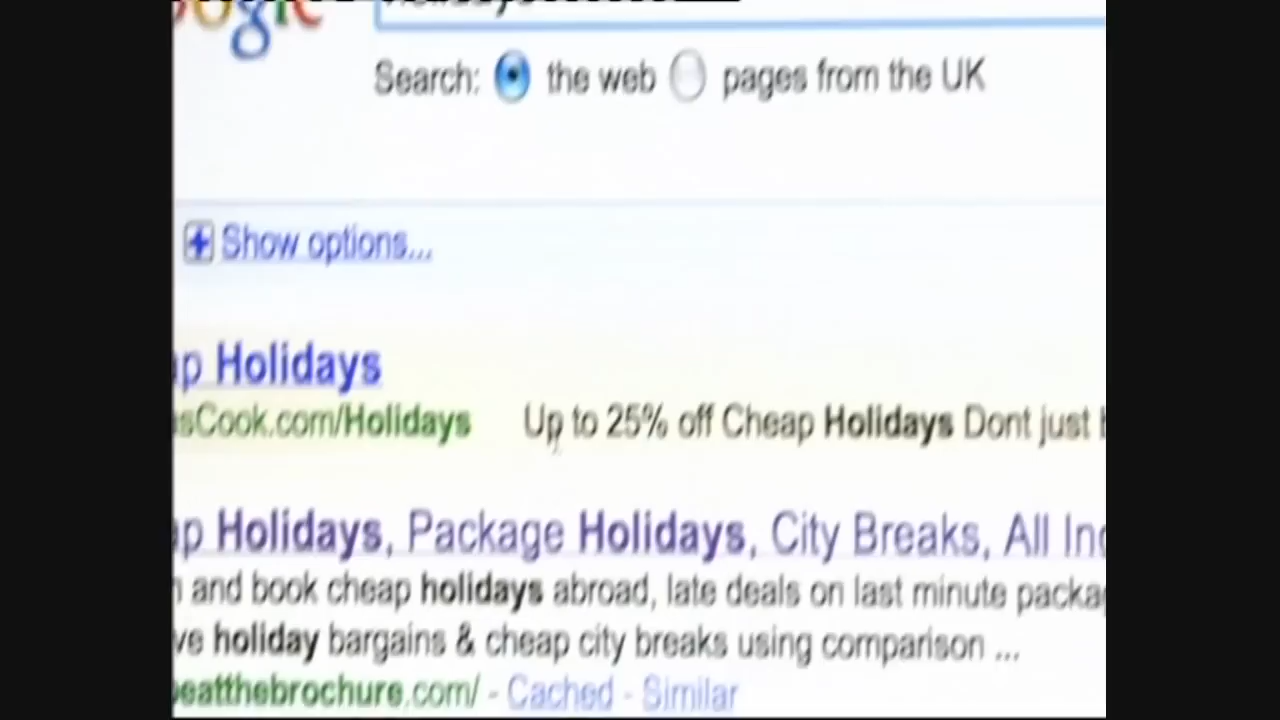 Search: the web pages from the UK
Show options...
Holidays
Cook.com/Holidays Up to 25% off Cheap Holidays Dont just
Holidays, Package Holidays, City Breaks, All
and book cheap holidays abroad, late deals on last minute
holiday bargains & cheap city breaks using comparison ...
eatthebrochure.com/ - Cached - Similar